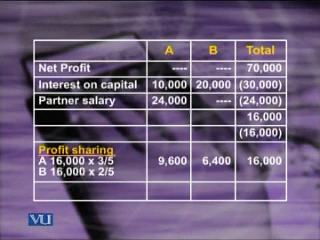 A B Total
Net Profit ---- ---- 70,000
Interest on capital 10,000 20,000 (30,000)
Partner salary 24,000 ---- (24,000)
16,000
(16,000)
Profit sharing
A 16,000 x 3/5 9,600 6,400 16,000
B 16,000 x 2/5
VU